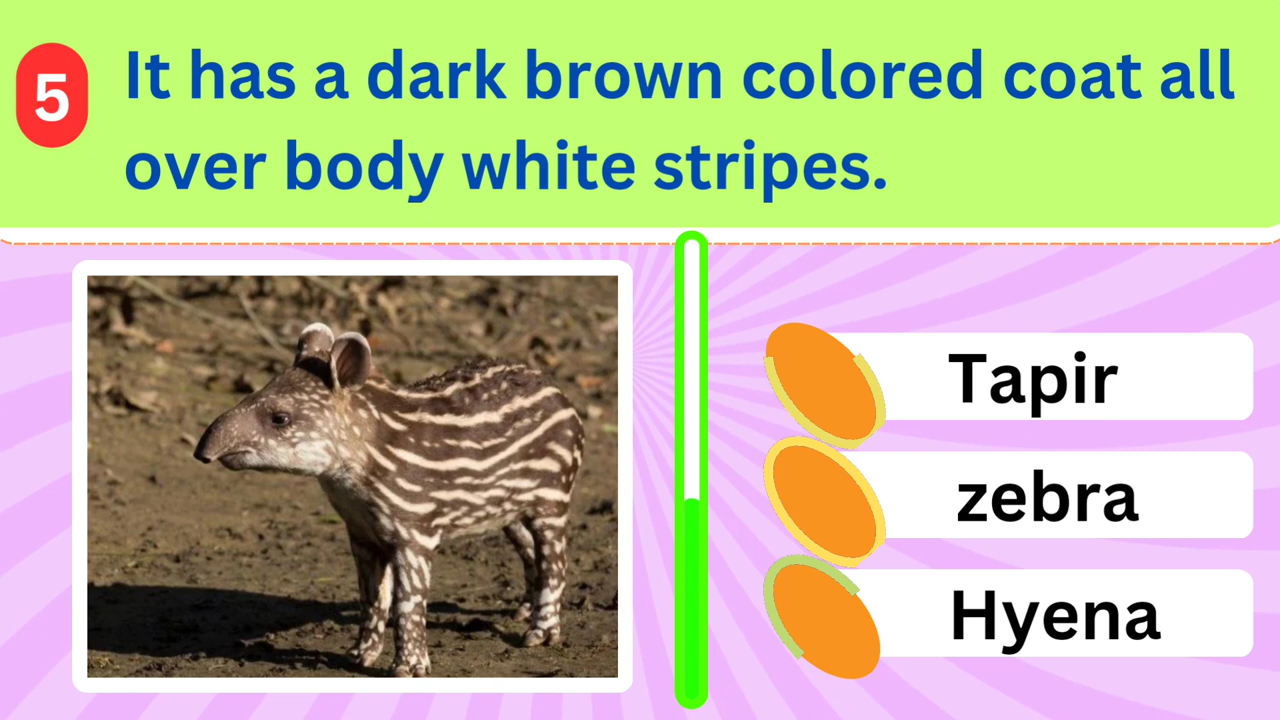 5
It has a dark brown colored coat all
over body white stripes.
Tapir
zebra
Hyena